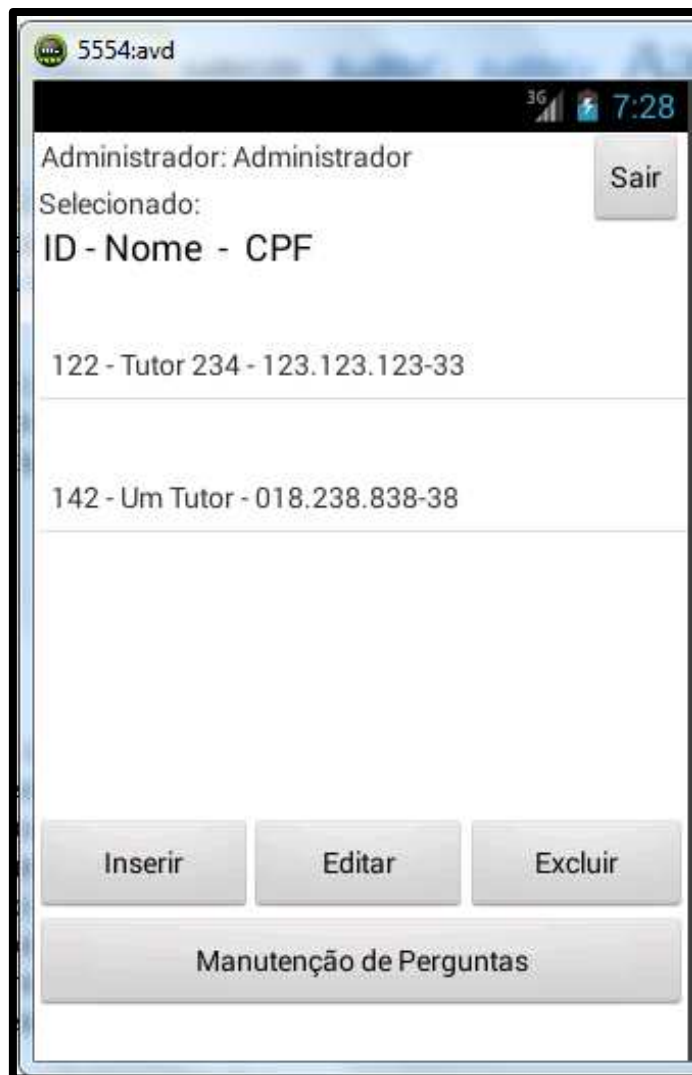 5554:avd
3G 7:28
Administrador: Administrador
Sair
Selecionado:
ID - Nome - CPF
122 - Tutor 234 - 123.123.123-33
142 - Um Tutor - 018.238.838-38
Inserir Editar Excluir
Manutenção de Perguntas